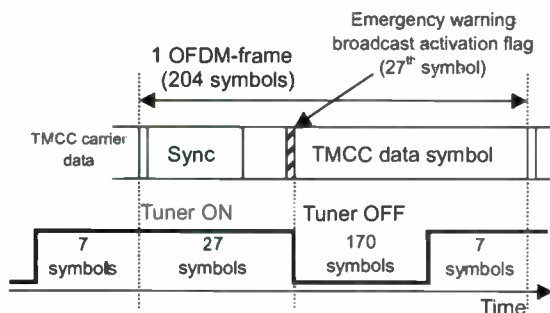 Emergency warning
broadcast activation flag
(27th symbol)
1 OFDM-frame
(204 symbols)
TMCC carrier
data
Sync
TMCC data symbol
Tuner ON
Tuner OFF
7
symbols
27
symbols
170
symbols
7
symbols
Time